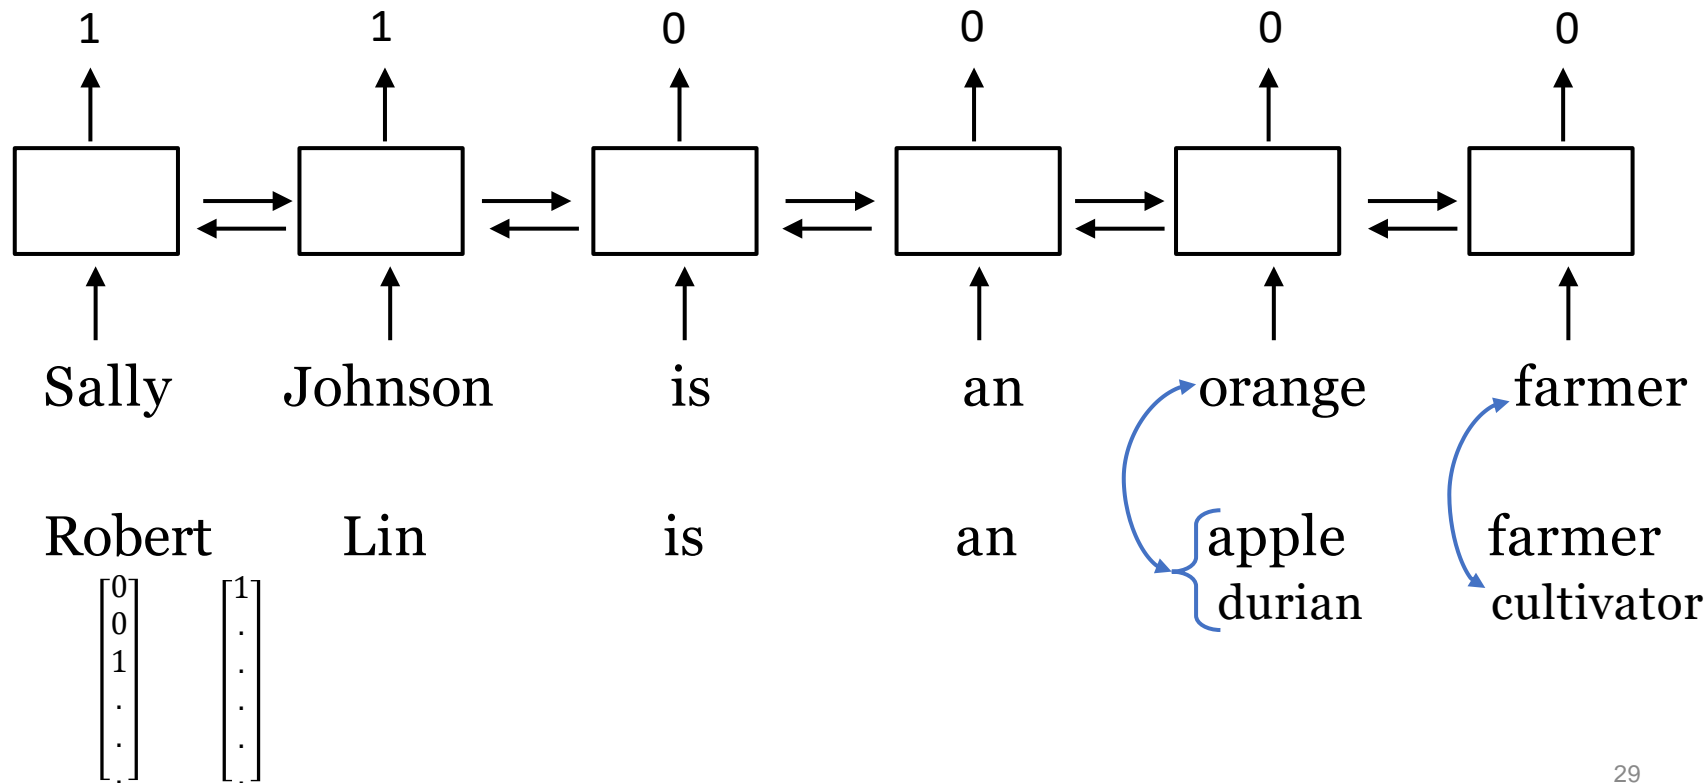 1 1 0 0 0 0
Sally Johnson is an orange farmer
Robert Lin is an apple farmer
durian cultivator
0 1
0 .
1 .
. .
. .
. .
29